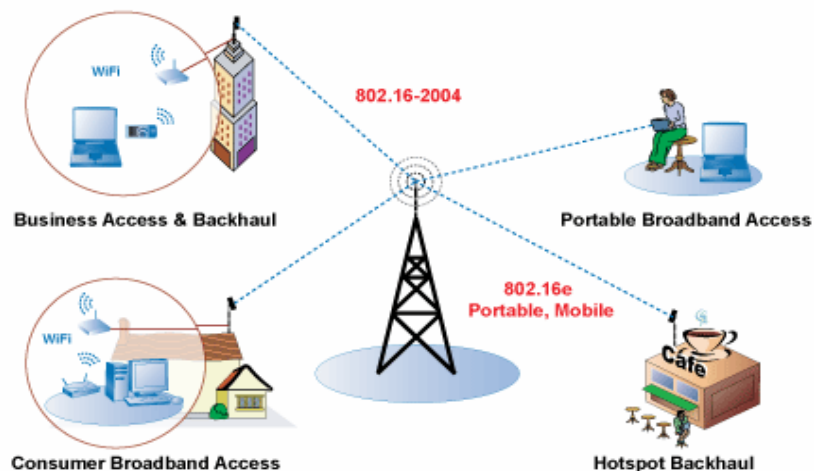 WiFi
802.16-2004
Business Access & Backhaul
Portable Broadband Access
802.16e
Portable, Mobile
WiFi
Cafe
Consumer Broadband Access
Hotspot Backhaul